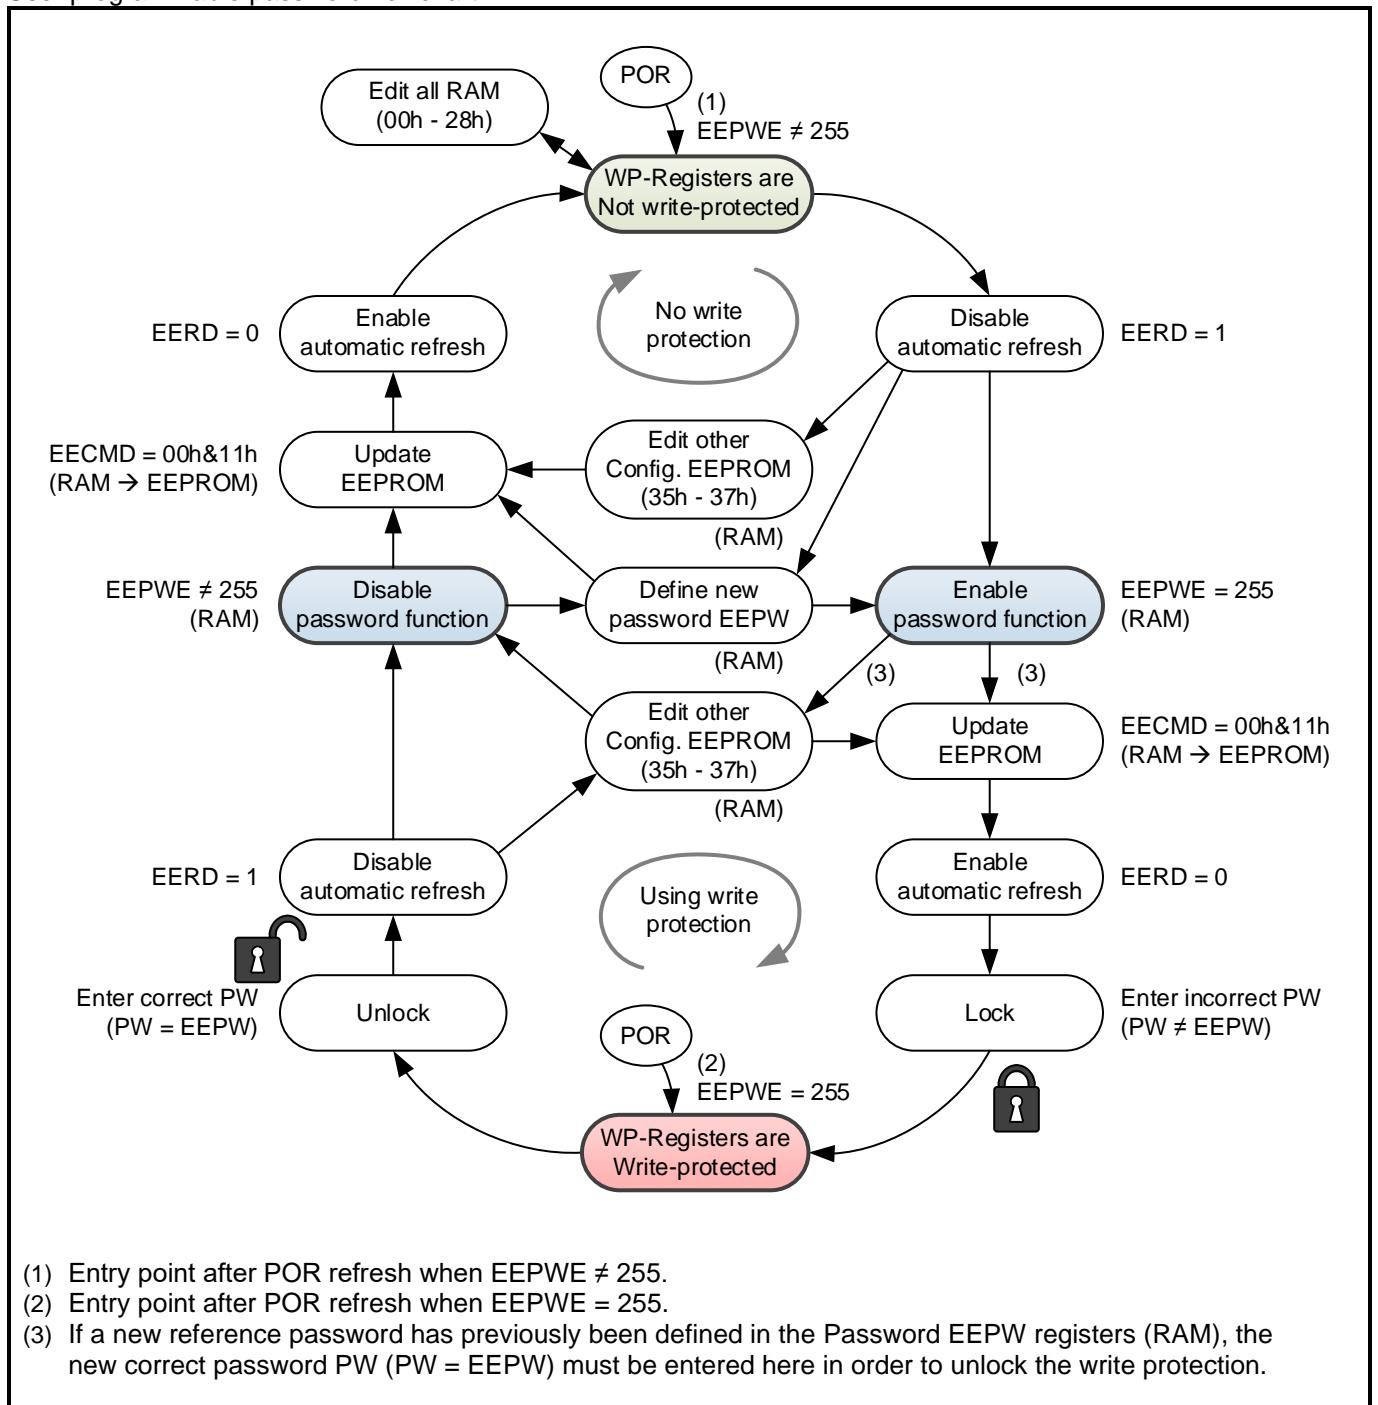 POR
Edit all RAM
(00h - 28h)
(1)
EEPWE ≠ 255
WP-Registers are
Not write-protected
EERD = 0
Enable
automatic refresh
No write
protection
Disable
automatic refresh
EERD = 1
EECMD = 00h&11h
(RAM → EEPROM)
Update
EEPROM
Edit other
Config. EEPROM
(35h - 37h)
(RAM)
EEPWE ≠ 255
(RAM)
Disable
password function
Define new
password EEPW
(RAM)
Enable
password function
EEPWE = 255
(RAM)
(3)
(3)
Edit other
Config. EEPROM
(35h - 37h)
(RAM)
Update
EEPROM
EECMD = 00h&11h
(RAM → EEPROM)
EERD = 1
Disable
automatic refresh
Using write
protection
Enable
automatic refresh
EERD = 0
Enter correct PW
(PW = EEPW)
Unlock
POR
(2)
EEPWE = 255
Lock
Enter incorrect PW
(PW ≠ EEPW)
WP-Registers are
Write-protected
(1) Entry point after POR refresh when EEPWE ≠ 255.
(2) Entry point after POR refresh when EEPWE = 255.
(3) If a new reference password has previously been defined in the Password EEPW registers (RAM), the
new correct password PW (PW = EEPW) must be entered here in order to unlock the write protection.